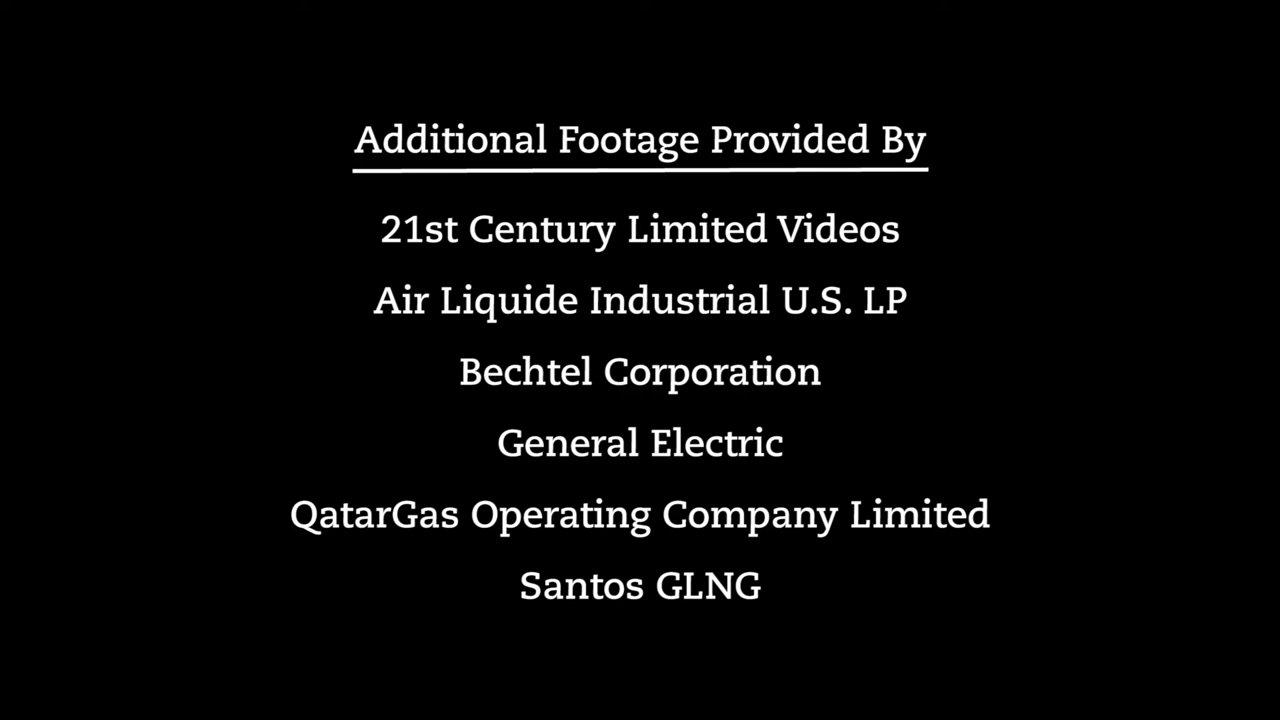 Additional Footage Provided By
21st Century Limited Videos
Air Liquide Industrial U.S. LP
Bechtel Corporation
General Electric
QatarGas Operating Company Limited
Santos GLNG